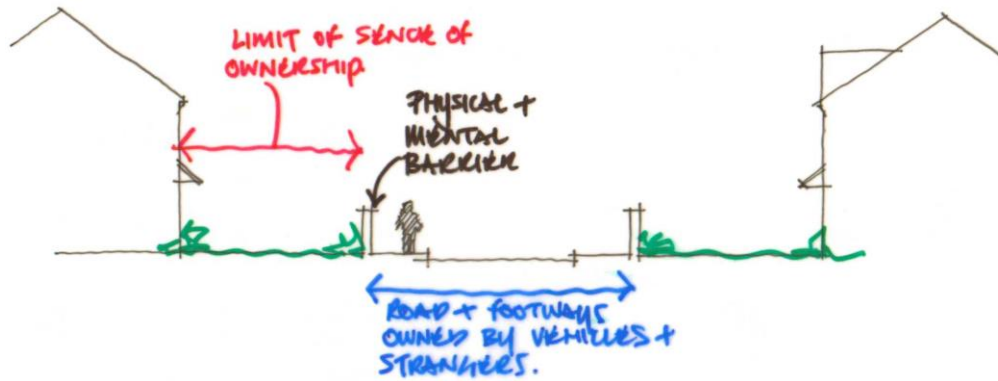 LIMIT OF SENCE OF
OWNERSHIP
PHYSICAL +
MENTAL
BARRIER
ROAD + FOOTWAYS
OWNED BY VEHICLES +
STRANGERS.